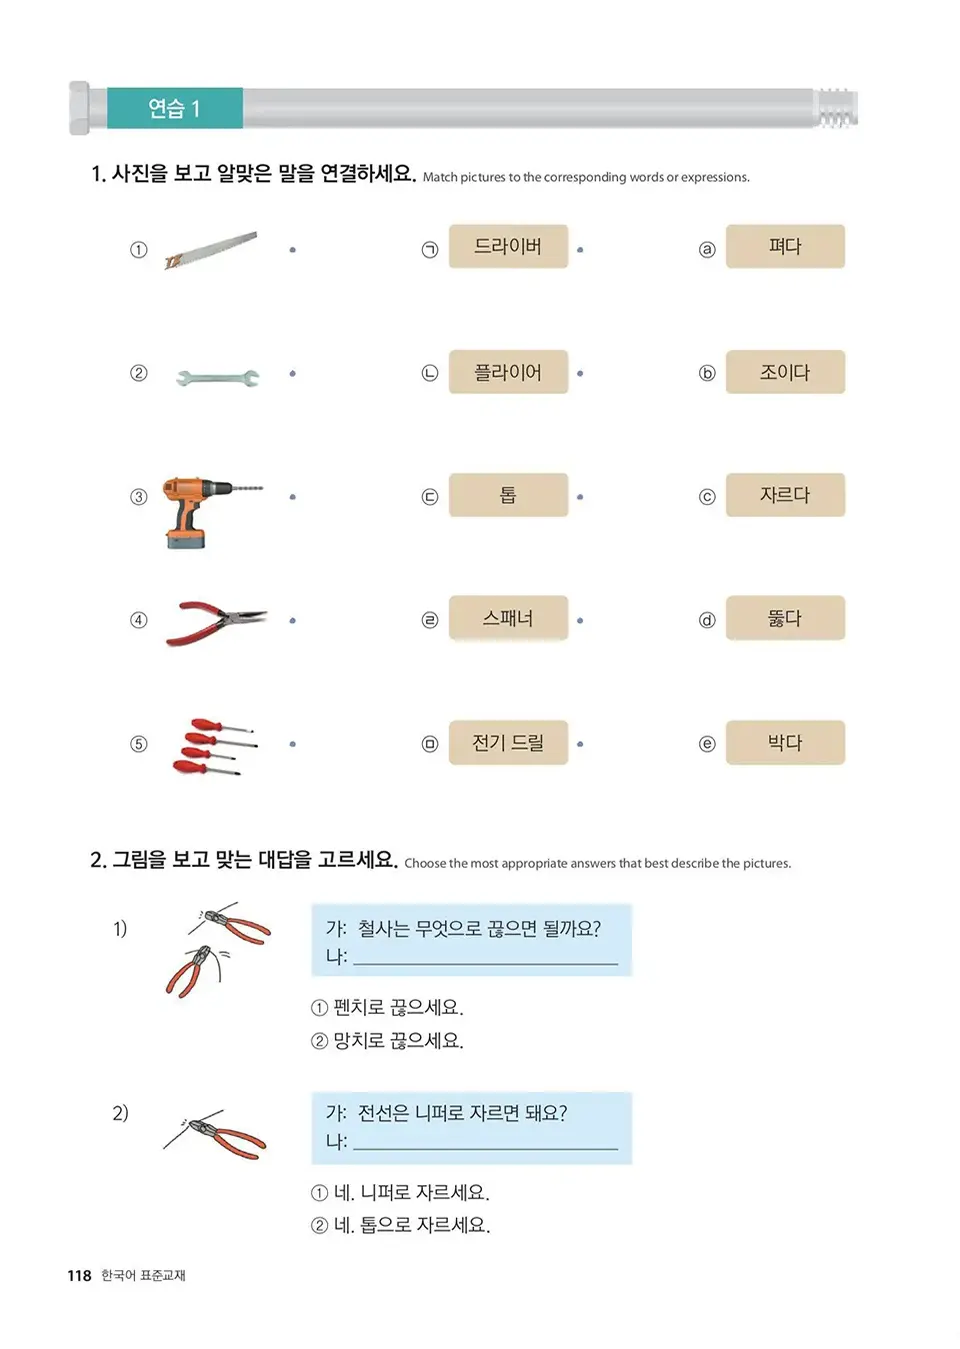 연습 1
1. 사진을 보고 알맞은 말을 연결하세요. Match pictures to the corresponding words or expressions.
① ㉠ 드라이버 ⓐ 펴다
② ㉡ 플라이어 ⓑ 조이다
③ ㉢ 톱 ⓒ 자르다
④ ㉣ 스패너 ⓓ 뚫다
⑤ ㉤ 전기 드릴 ⓔ 박다
2. 그림을 보고 맞는 대답을 고르세요. Choose the most appropriate answers that best describe the pictures.
1) 가: 철사는 무엇으로 끊으면 될까요?
나:
① 펜치로 끊으세요.
② 망치로 끊으세요.
2) 가: 전선은 니퍼로 자르면 돼요?
나:
① 네. 니퍼로 자르세요.
② 네. 톱으로 자르세요.
118 한국어 표준교재